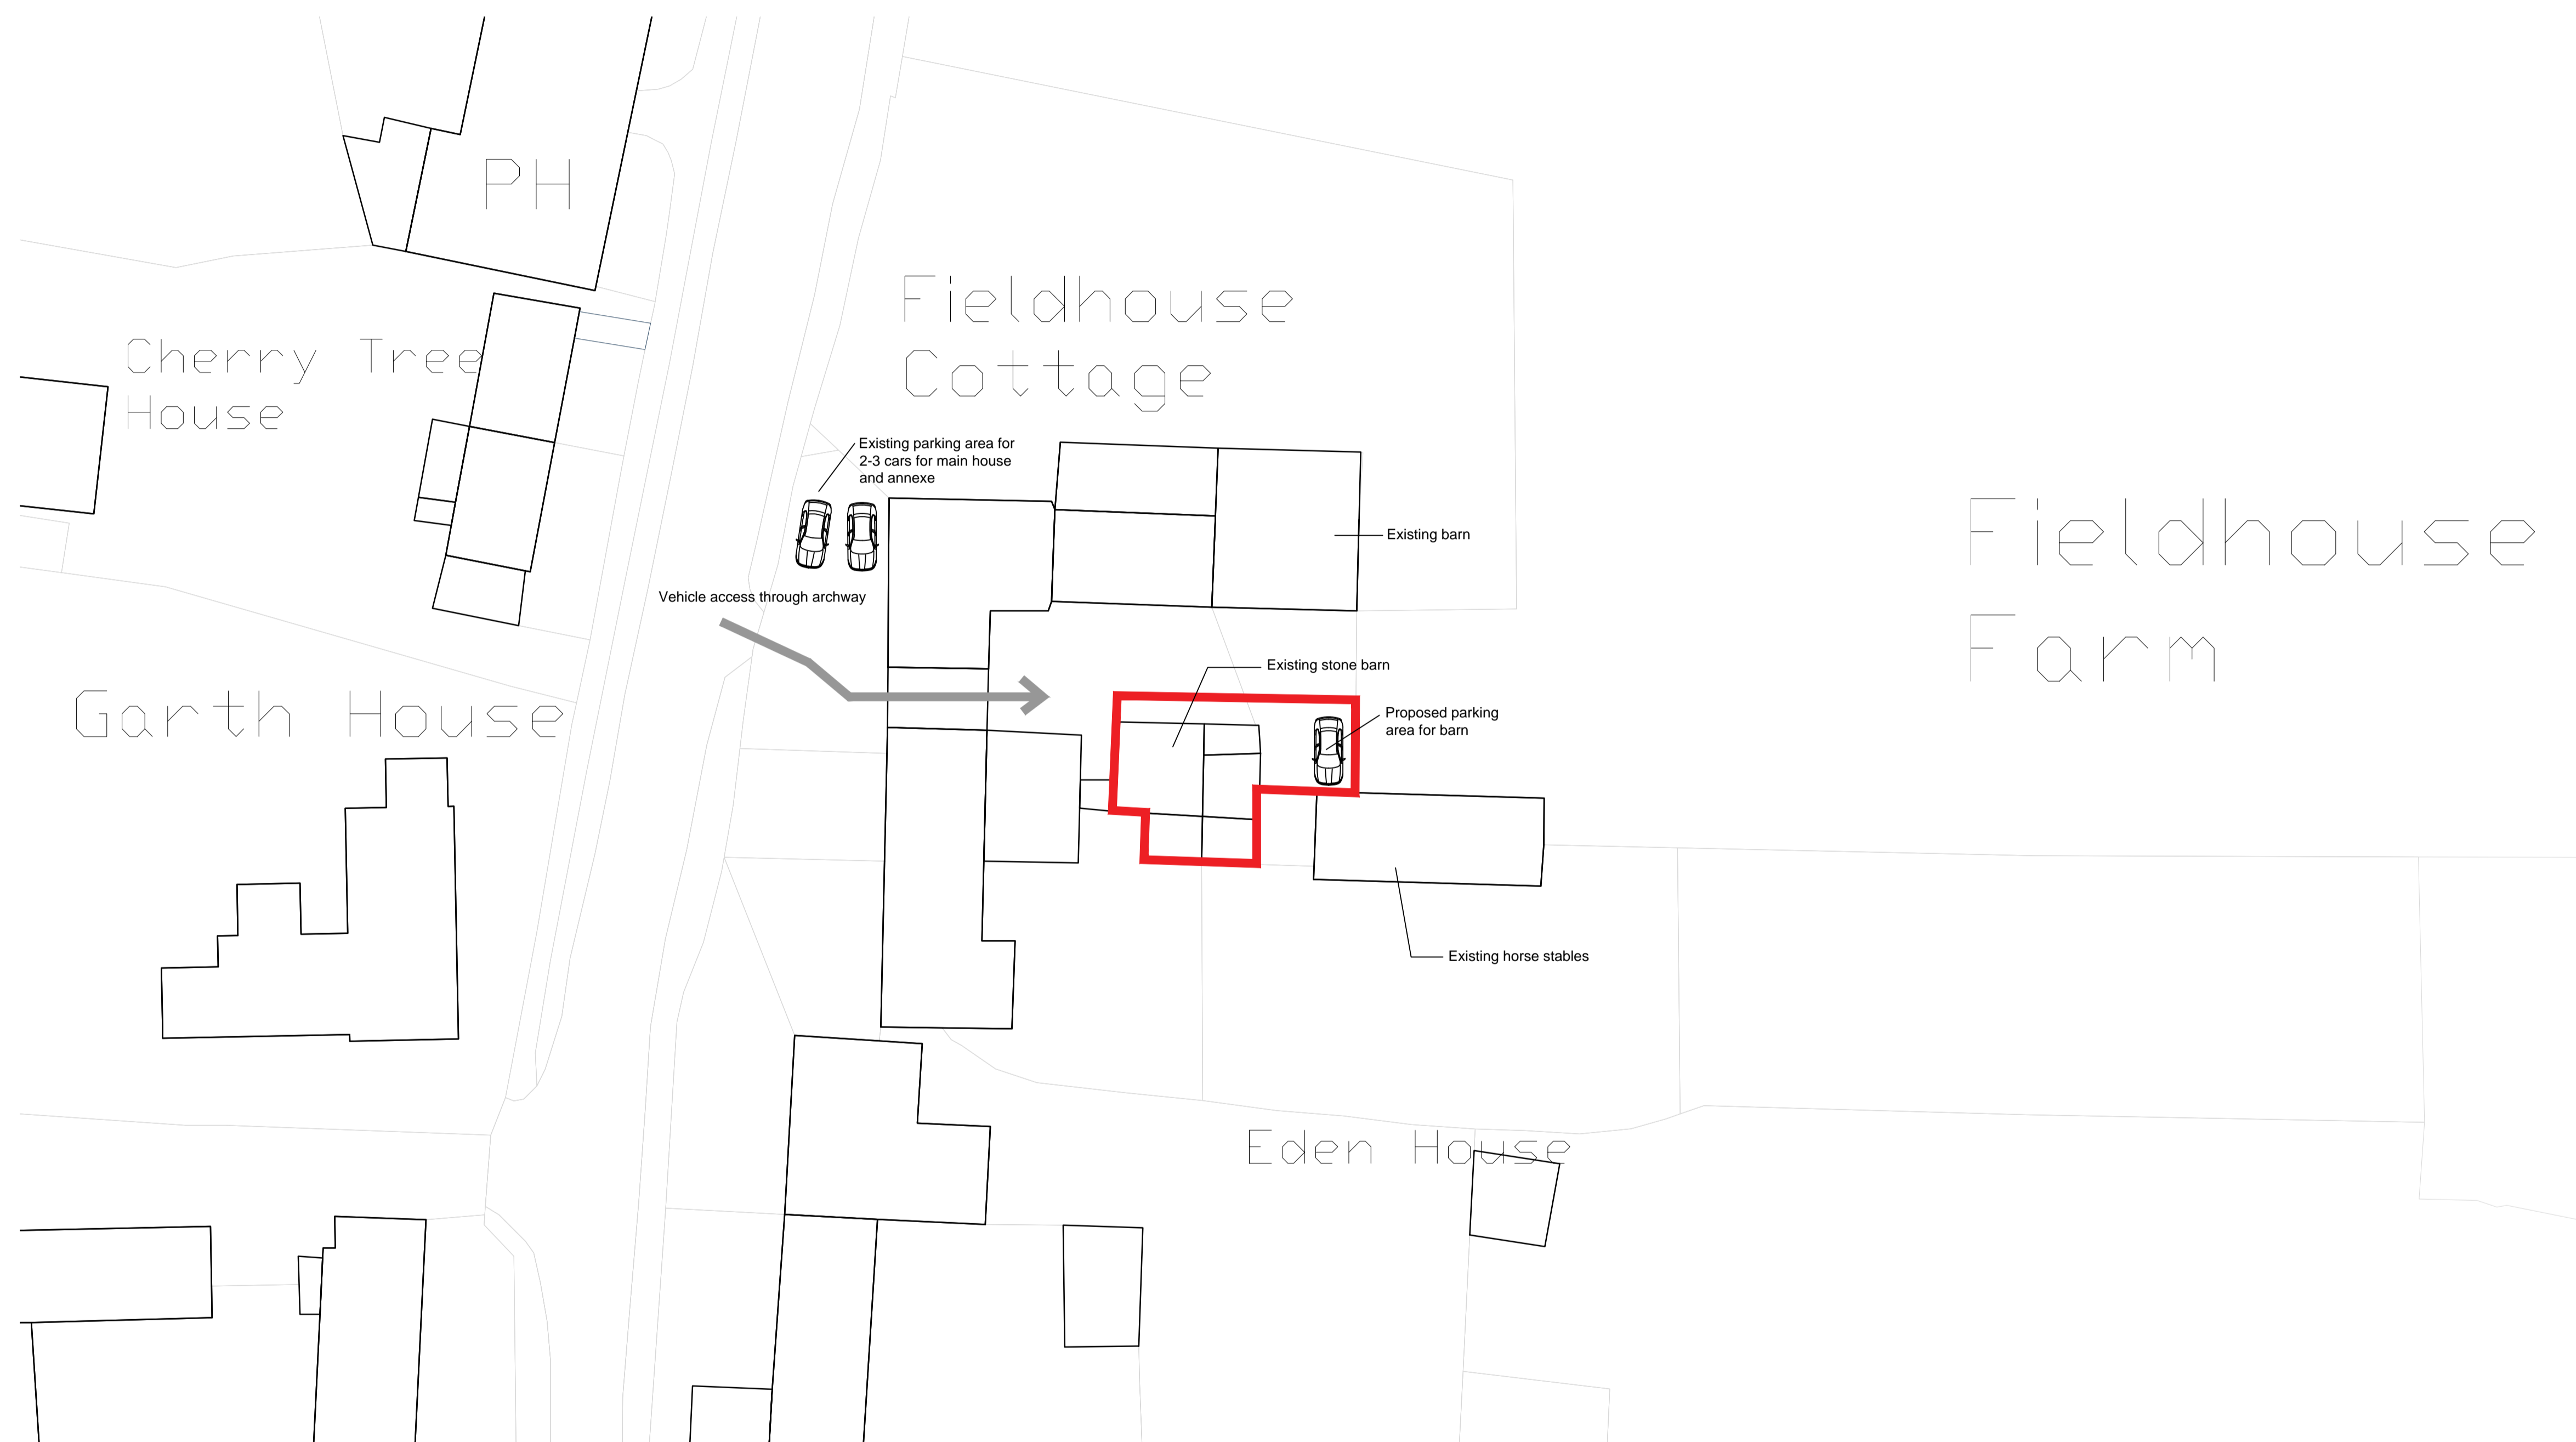 PH
Fieldhouse
Cottage
Cherry Tree
House
Existing parking area for
2-3 cars for main house
and annexe
Existing barn
Fieldhouse
Farm
Vehicle access through archway
Existing stone barn
Garth House
Proposed parking
area for barn
Existing horse stables
Eden House